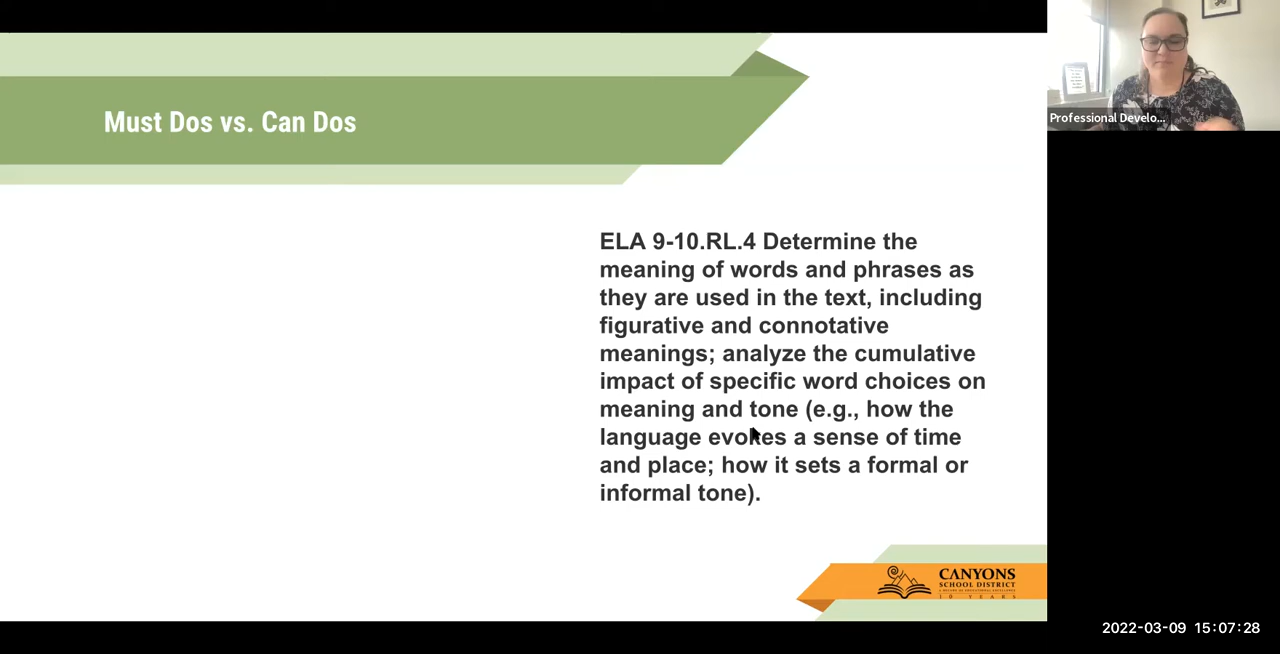 Must Dos vs. Can Dos
Professional Develo...
ELA 9-10.RL.4 Determine the
meaning of words and phrases as
they are used in the text, including
figurative and connotative
meanings; analyze the cumulative
impact of specific word choices on
meaning and tone (e.g., how the
language evokes a sense of time
and place; how it sets a formal or
informal tone).
CANYONS
SCHOOL DISTRICT
10 YEARS
2022-03-09 15:07:28